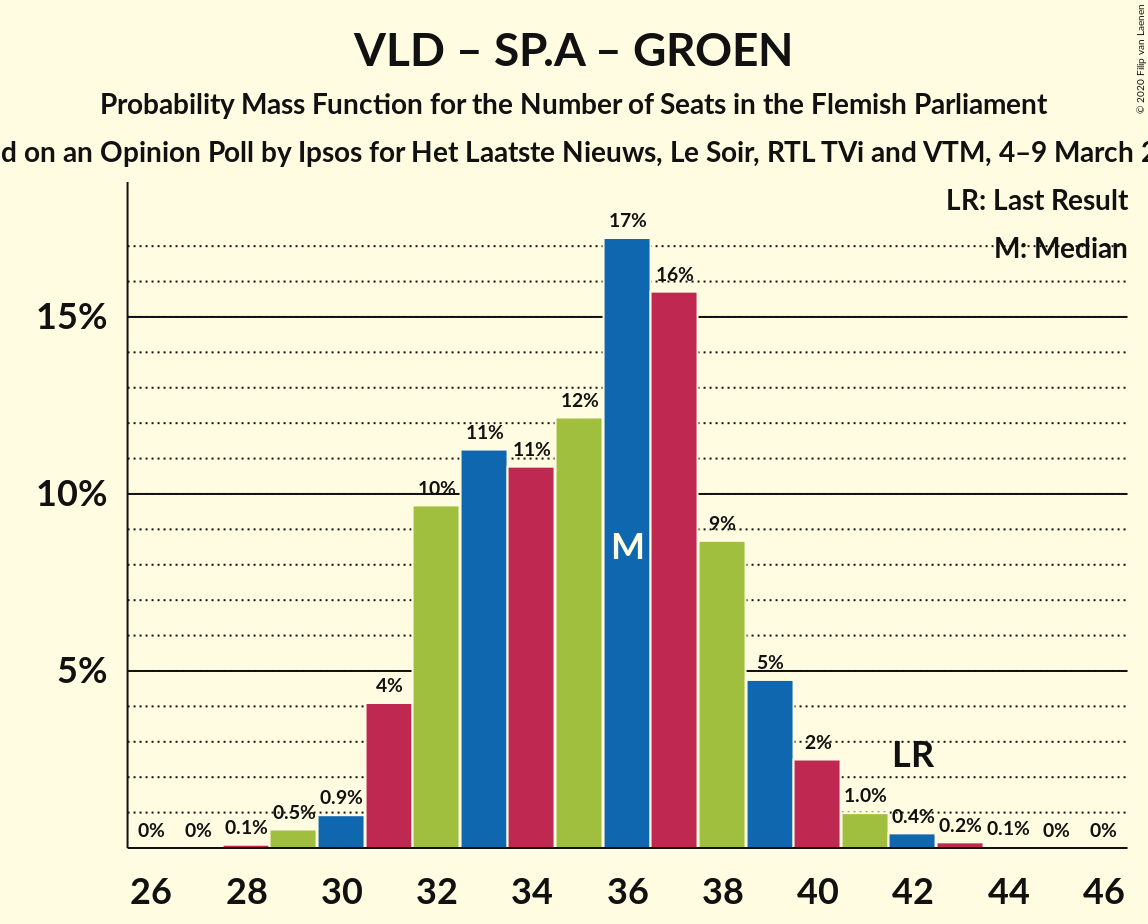 VLD – SP.A – GROEN
Probability Mass Function for the Number of Seats in the Flemish Parliament
d on an Opinion Poll by Ipsos for Het Laatste Nieuws, Le Soir, RTL TVi and VTM, 4–9 March 2
© 2020 Filip van Laenen
LR: Last Result
M: Median
15%
10%
5%
0%
0%
0.1%
0.5%
0.9%
4%
10%
11%
11%
12%
17%
16%
9%
5%
2%
1.0%
0.4%
0.2%
0.1%
0%
0%
M
LR
26 28 30 32 34 36 38 40 42 44 46